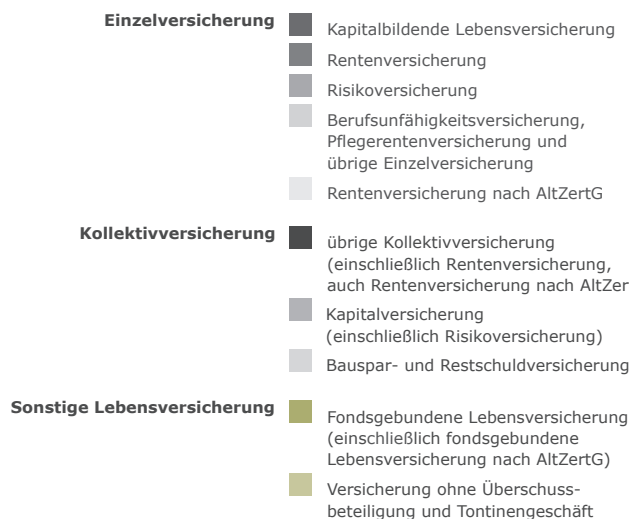 Einzelversicherung
Kapitalbildende Lebensversicherung
Rentenversicherung
Risikoversicherung
Berufsunfähigkeitsversicherung,
Pflegerentenversicherung und
übrige Einzelversicherung
Rentenversicherung nach AltZertG
Kollektivversicherung
übrige Kollektivversicherung
(einschließlich Rentenversicherung,
auch Rentenversicherung nach AltZer
Kapitalversicherung
(einschließlich Risikoversicherung)
Bauspar- und Restschuldversicherung
Sonstige Lebensversicherung
Fondsgebundene Lebensversicherung
(einschließlich fondsgebundene
Lebensversicherung nach AltZertG)
Versicherung ohne Überschuss-
beteiligung und Tontinengeschäft